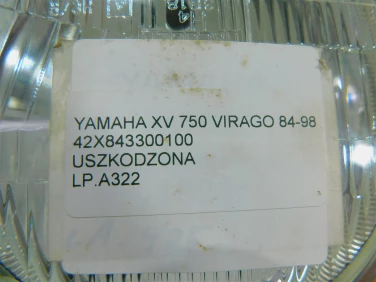 YAMAHA XV 750 VIRAGO 84-98
42X843300100
USZKODZONA
LP.A322